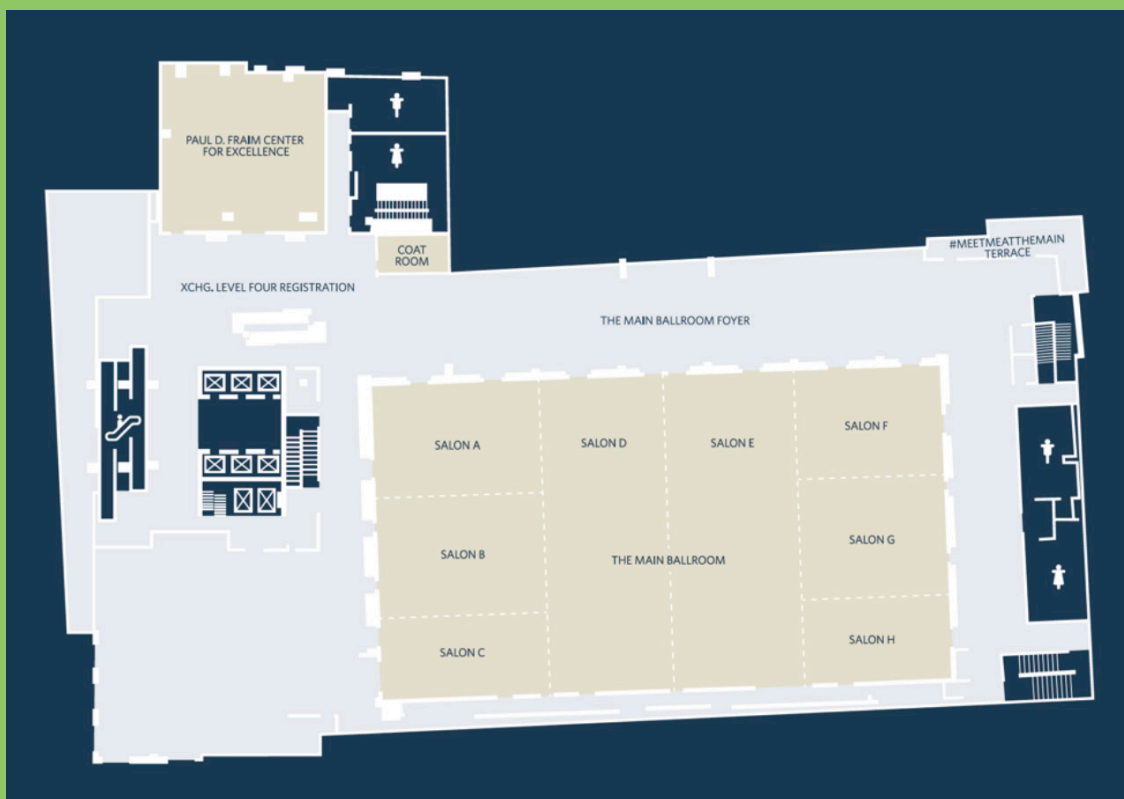 PAUL D. FRAIM CENTER
FOR EXCELLENCE
COAT
ROOM
#MEETMEATTHEMAIN
TERRACE
XCHG. LEVEL FOUR REGISTRATION
THE MAIN BALLROOM FOYER
SALON A
SALON D
SALON E
SALON F
SALON B
THE MAIN BALLROOM
SALON G
SALON C
SALON H